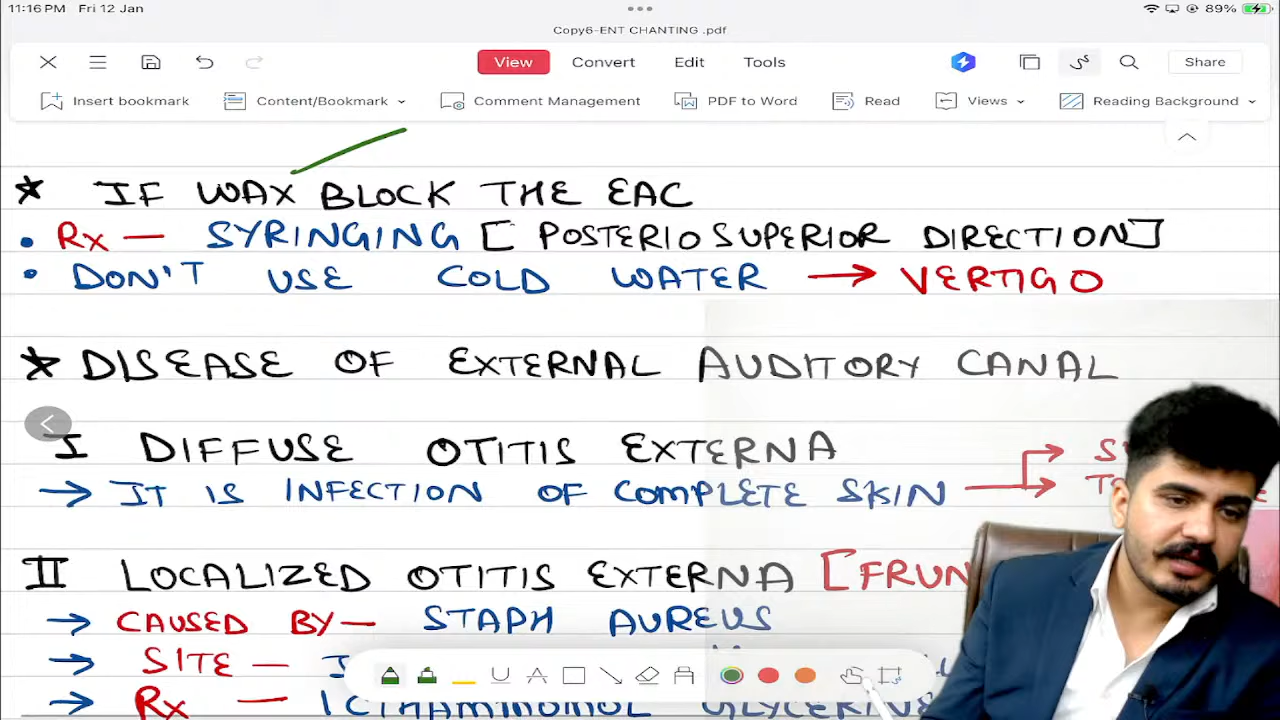 11:16 PM Fri 12 Jan 89%
Copy6-ENT CHANTING .pdf
View Convert Edit Tools Share
Insert bookmark Content/Bookmark Comment Management PDF to Word Read Views Reading Background
* IF WAX BLOCK THE EAC
• Rx — SYRINGING [POSTERIOSUPERIOR DIRECTION]
• DON'T USE COLD WATER → VERTIGO
* DISEASE OF EXTERNAL AUDITORY CANAL
I DIFFUSE OTITIS EXTERNA
→ IT IS INFECTION OF COMPLETE SKIN
II LOCALIZED OTITIS EXTERNA
→ CAUSED BY — STAPH AUREUS
→ SITE —
→ Rx — ICTHAMMOMOL GLYCERINE